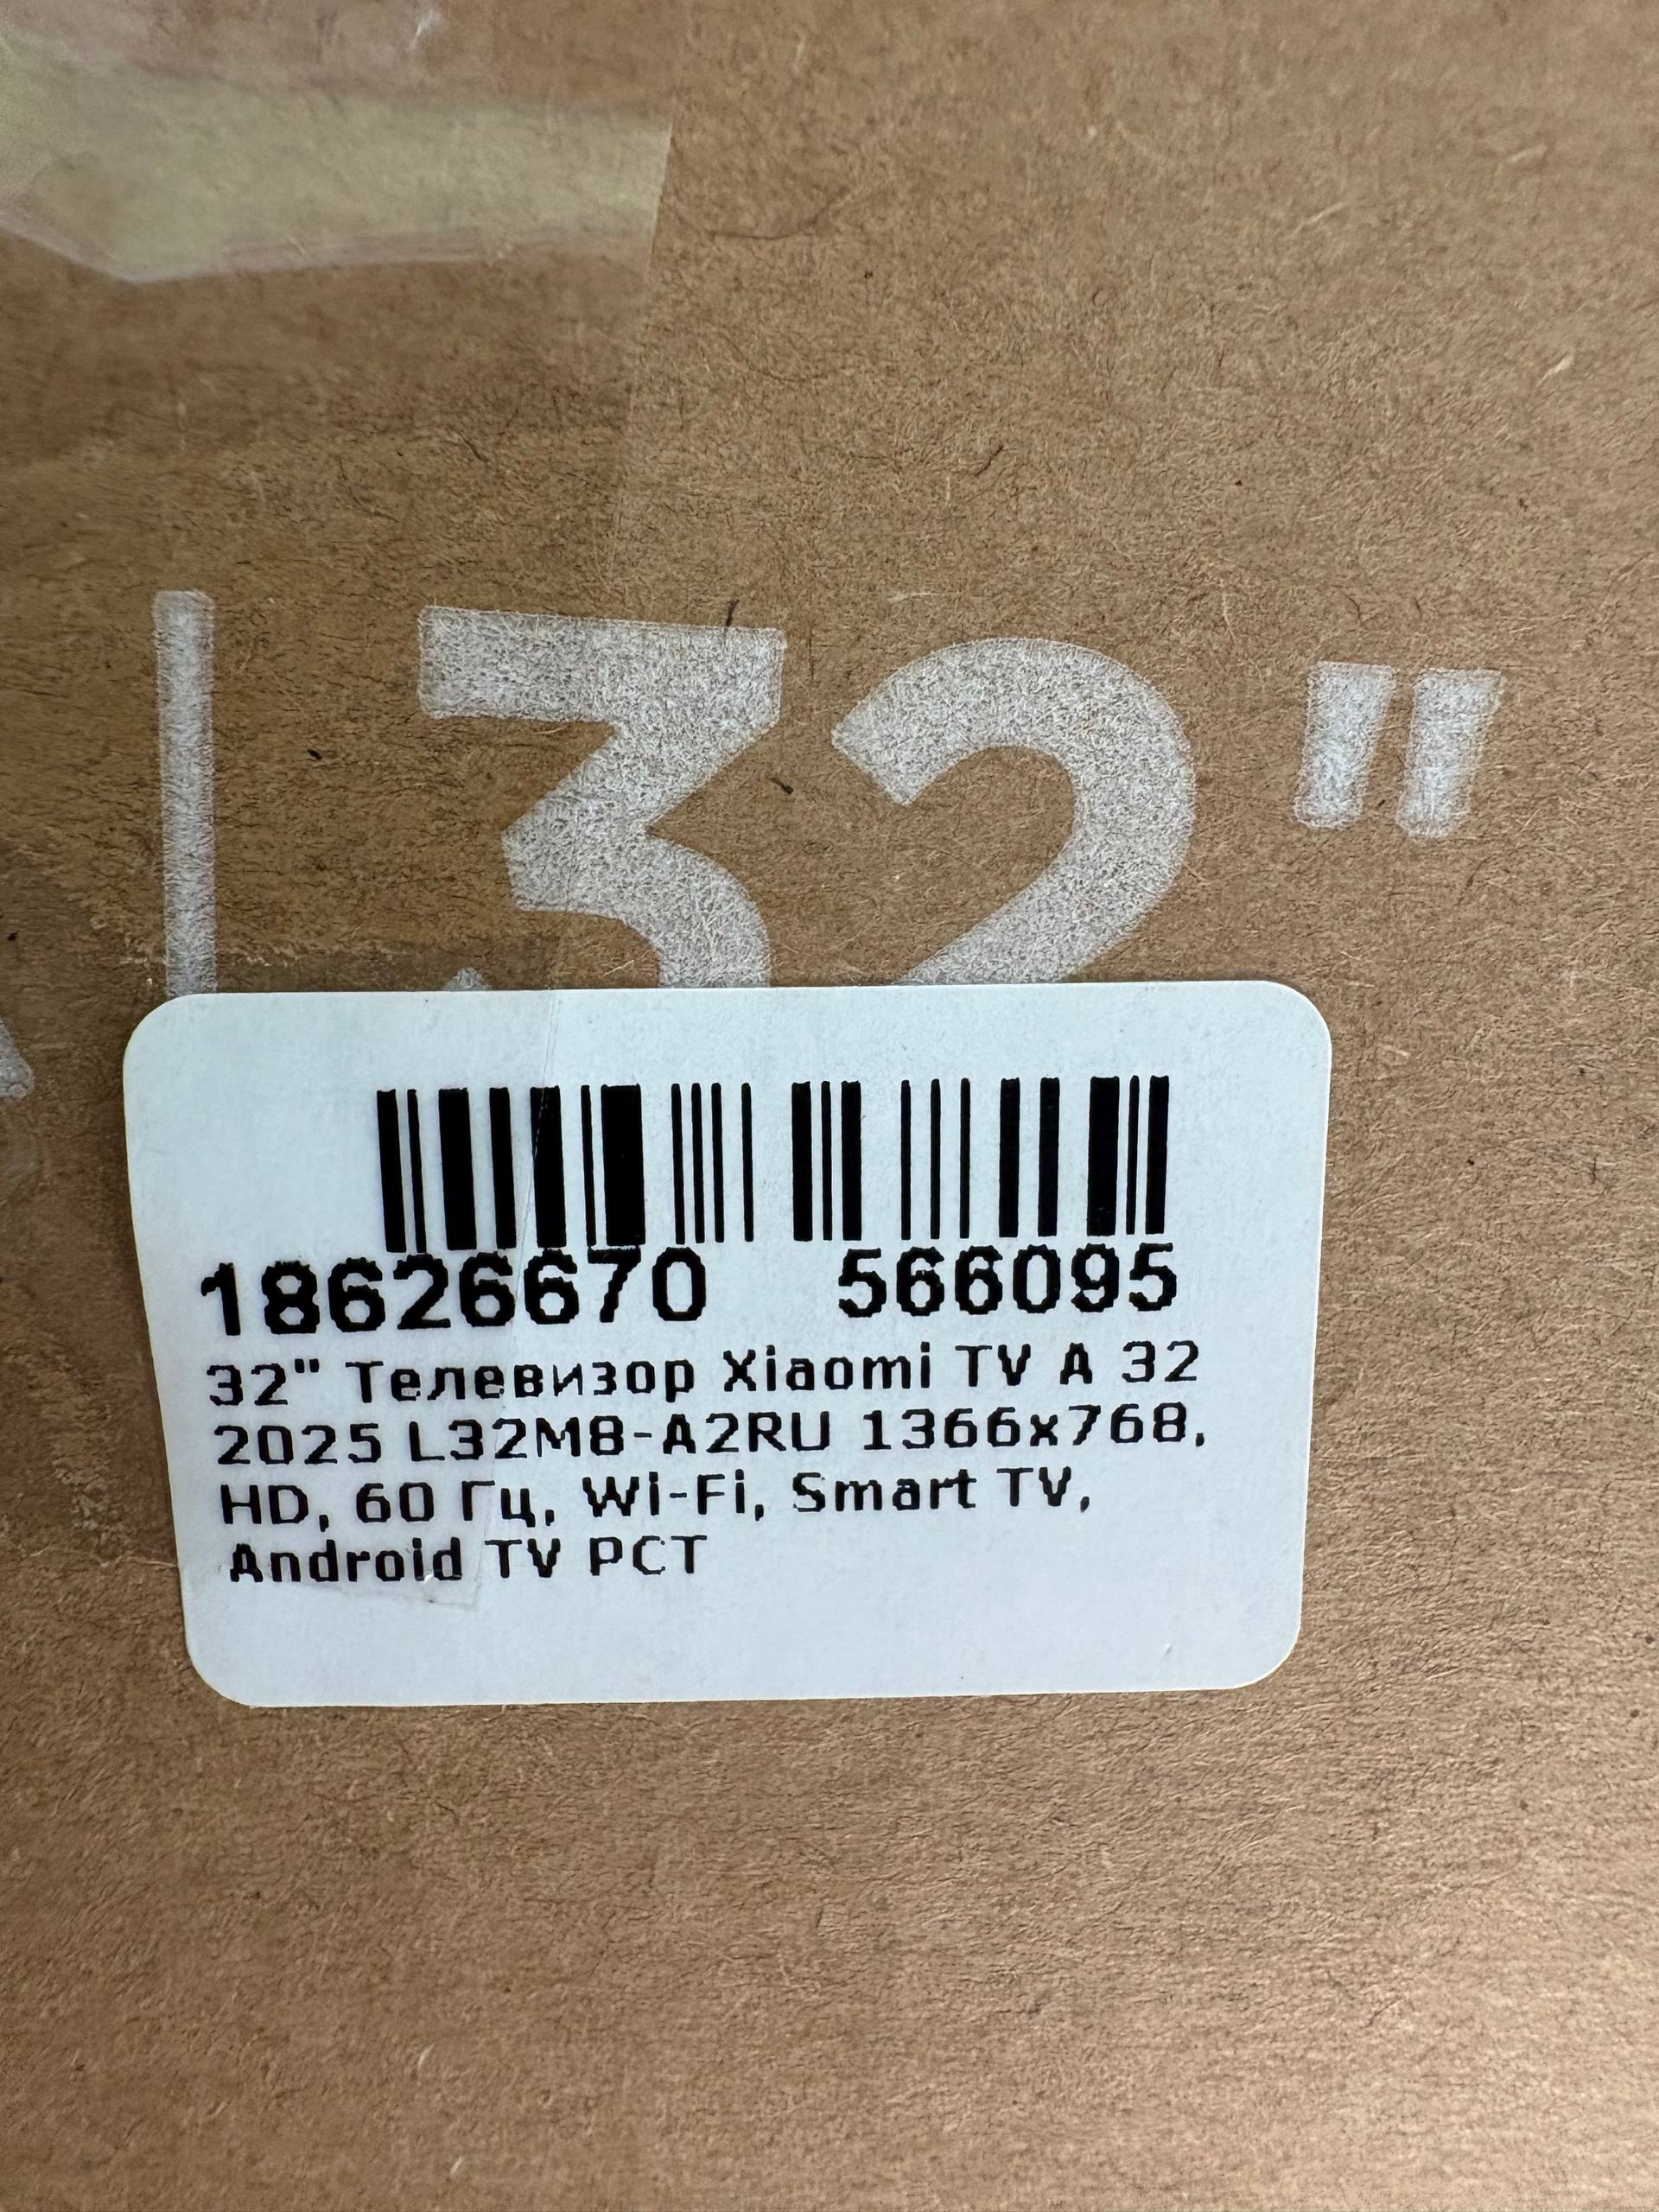 32"
18626670 566095
32" Телевизор Xiaomi TV A 32
2025 L32M8-A2RU 1366x768,
HD, 60 Гц, Wi-Fi, Smart TV,
Android TV РСТ